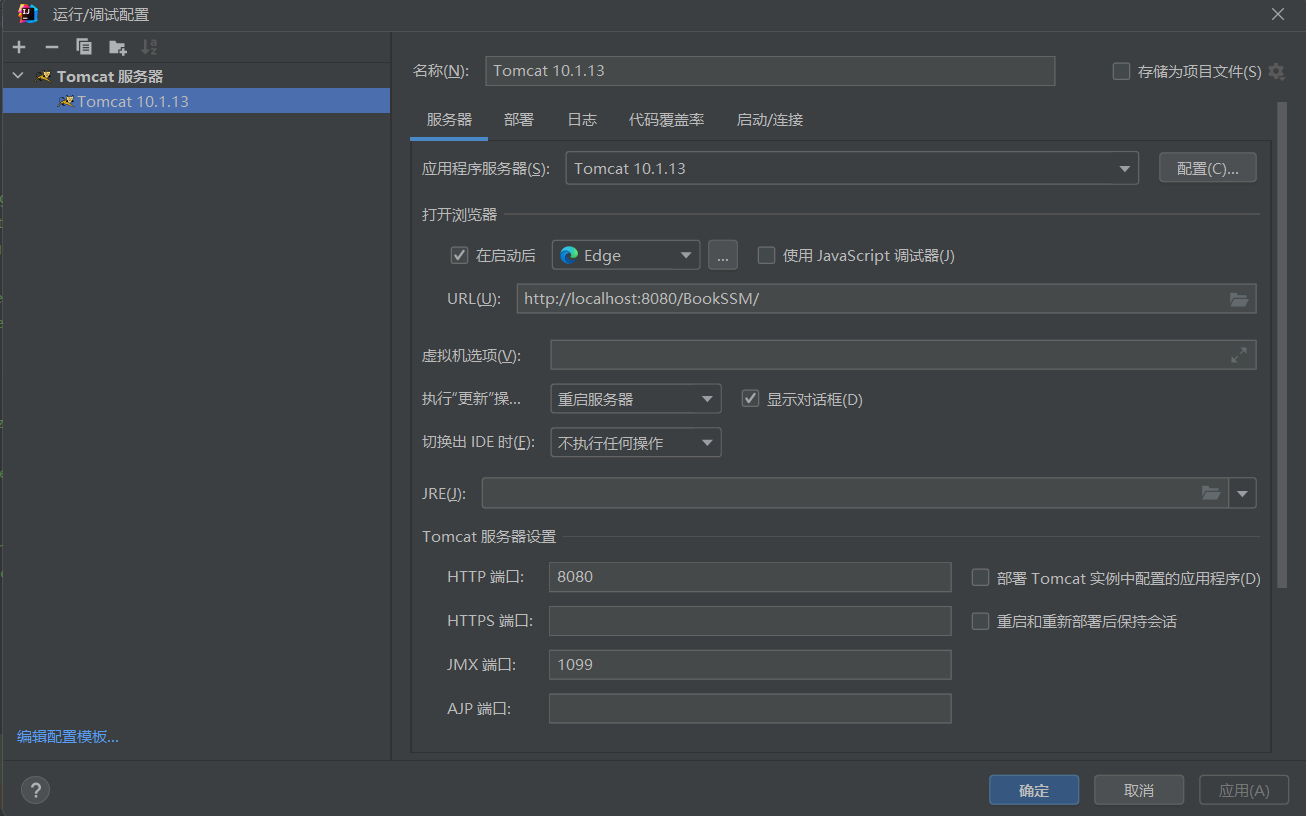 运行/调试配置
Tomcat 服务器
Tomcat 10.1.13
编辑配置模板...
名称(N): Tomcat 10.1.13 存储为项目文件(S)
服务器 部署 日志 代码覆盖率 启动/连接
应用程序服务器(S): Tomcat 10.1.13 配置(C)...
打开浏览器
在启动后 Edge ... 使用 JavaScript 调试器(J)
URL(U): http://localhost:8080/BookSSM/
虚拟机选项(V):
执行“更新”操... 重启服务器 显示对话框(D)
切换出 IDE 时(F): 不执行任何操作
JRE(J):
Tomcat 服务器设置
HTTP 端口: 8080 部署 Tomcat 实例中配置的应用程序(D)
HTTPS 端口: 重启和重新部署后保持会话
JMX 端口: 1099
AJP 端口:
? 确定 取消 应用(A)